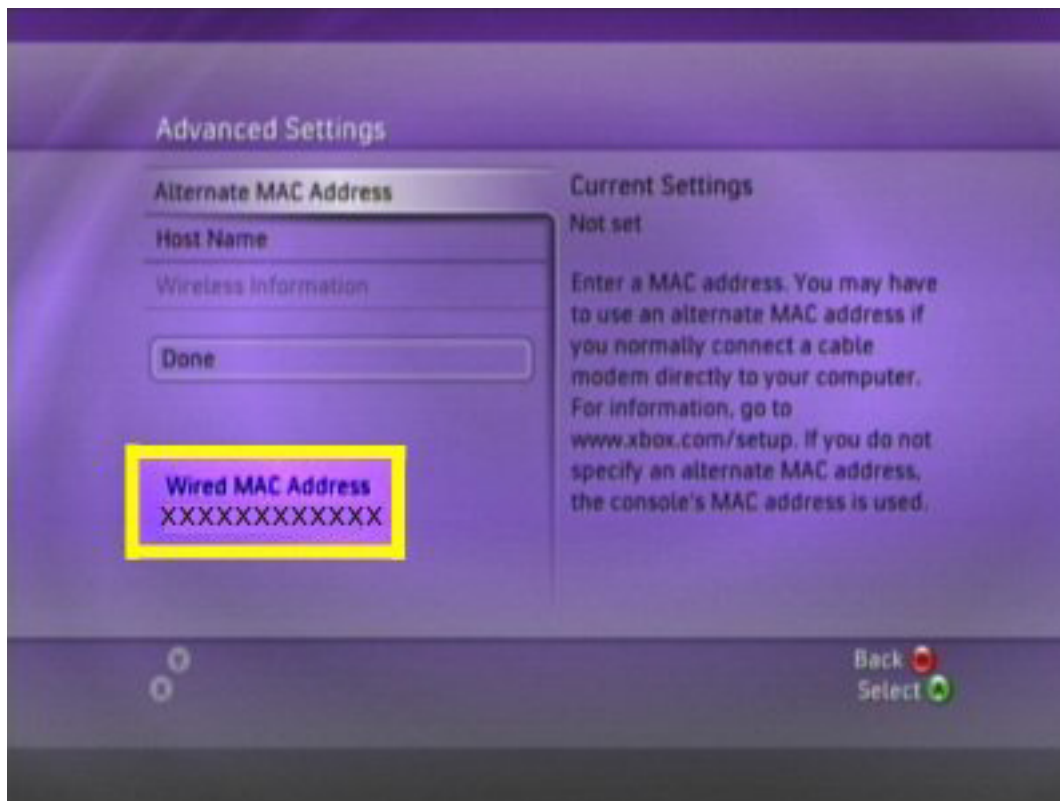 Advanced Settings
Alternate MAC Address
Host Name
Wireless Information
Done
Wired MAC Address
XXXXXXXXXXXX
Current Settings
Not set
Enter a MAC address. You may have
to use an alternate MAC address if
you normally connect a cable
modem directly to your computer.
For information, go to
www.xbox.com/setup. If you do not
specify an alternate MAC address,
the console's MAC address is used.
Y
X
Back B
Select A